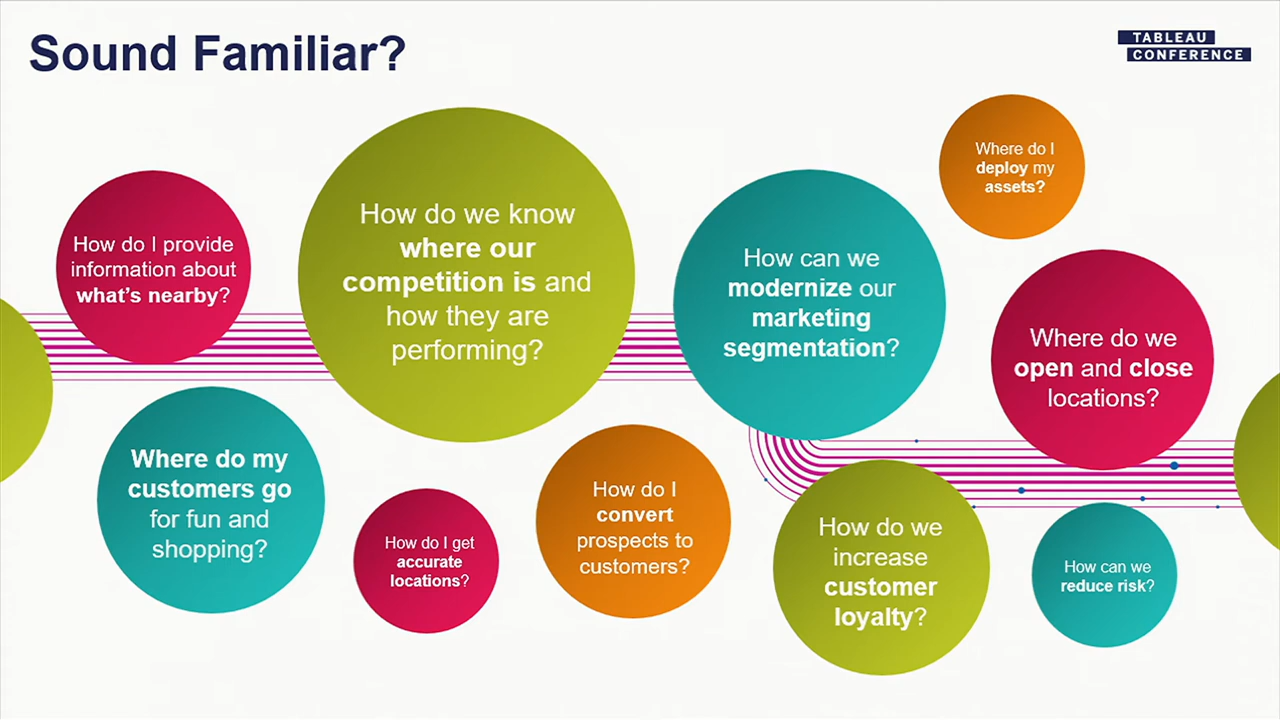 Sound Familiar?
TABLEAU
CONFERENCE
Where do I
deploy my
assets?
How do I provide
information about
what's nearby?
How do we know
where our
competition is and
how they are
performing?
How can we
modernize our
marketing
segmentation?
Where do we
open and close
locations?
Where do my
customers go
for fun and
shopping?
How do I get
accurate
locations?
How do I
convert
prospects to
customers?
How do we
increase
customer
loyalty?
How can we
reduce risk?